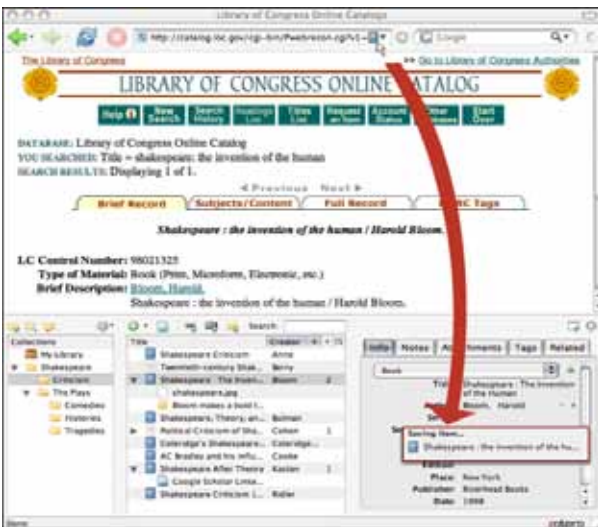 Library of Congress Online Catalog
http://catalog.loc.gov/cgi-bin/Pwebrecon.cgi?v1=
Google
The Library of Congress
Go to Library of Congress Authorities
LIBRARY OF CONGRESS ONLINE CATALOG
Help New Search Search History Headings List Titles List Request an Item Account Status Other Start Over
DATABASE: Library of Congress Online Catalog
YOU SEARCHED: Title = shakespeare: the invention of the human
SEARCH RESULTS: Displaying 1 of 1.
Previous Next
Brief Record Subjects/Content Full Record Tags
Shakespeare : the invention of the human / Harold Bloom.
LC Control Number: 98021325
Type of Material: Book (Print, Microform, Electronic, etc.)
Brief Description: Bloom, Harold.
Shakespeare : the invention of the human / Harold Bloom.
Search:
Collections
My Library
Shakespeare
Criticism
The Plays
Comedies
Histories
Tragedies
Title Creator
Shakespeare Criticism Anne
Twentieth-century Shak... Berry
Shakespeare: The Inven... Bloom 2
shakespeare.jpg
Bloom makes a bold t...
Shakespeare, Theory, an... Bulman
Political Criticism of Sha... Cohen 1
Coleridge's Shakespeare... Coleridge...
AC Bradley and his influ... Cooke
Shakespeare After Theory Kastan 1
Google Scholar Linke...
Shakespeare Criticism (... Ridler
Info Notes Tags Related
Book
Title: Shakespeare : The Invention of the Human
Bloom, Harold
Saving Item...
Shakespeare : the invention of the hu...
Edition:
Place: New York
Publisher: Riverhead Books
Date: 1998
Done
zotero